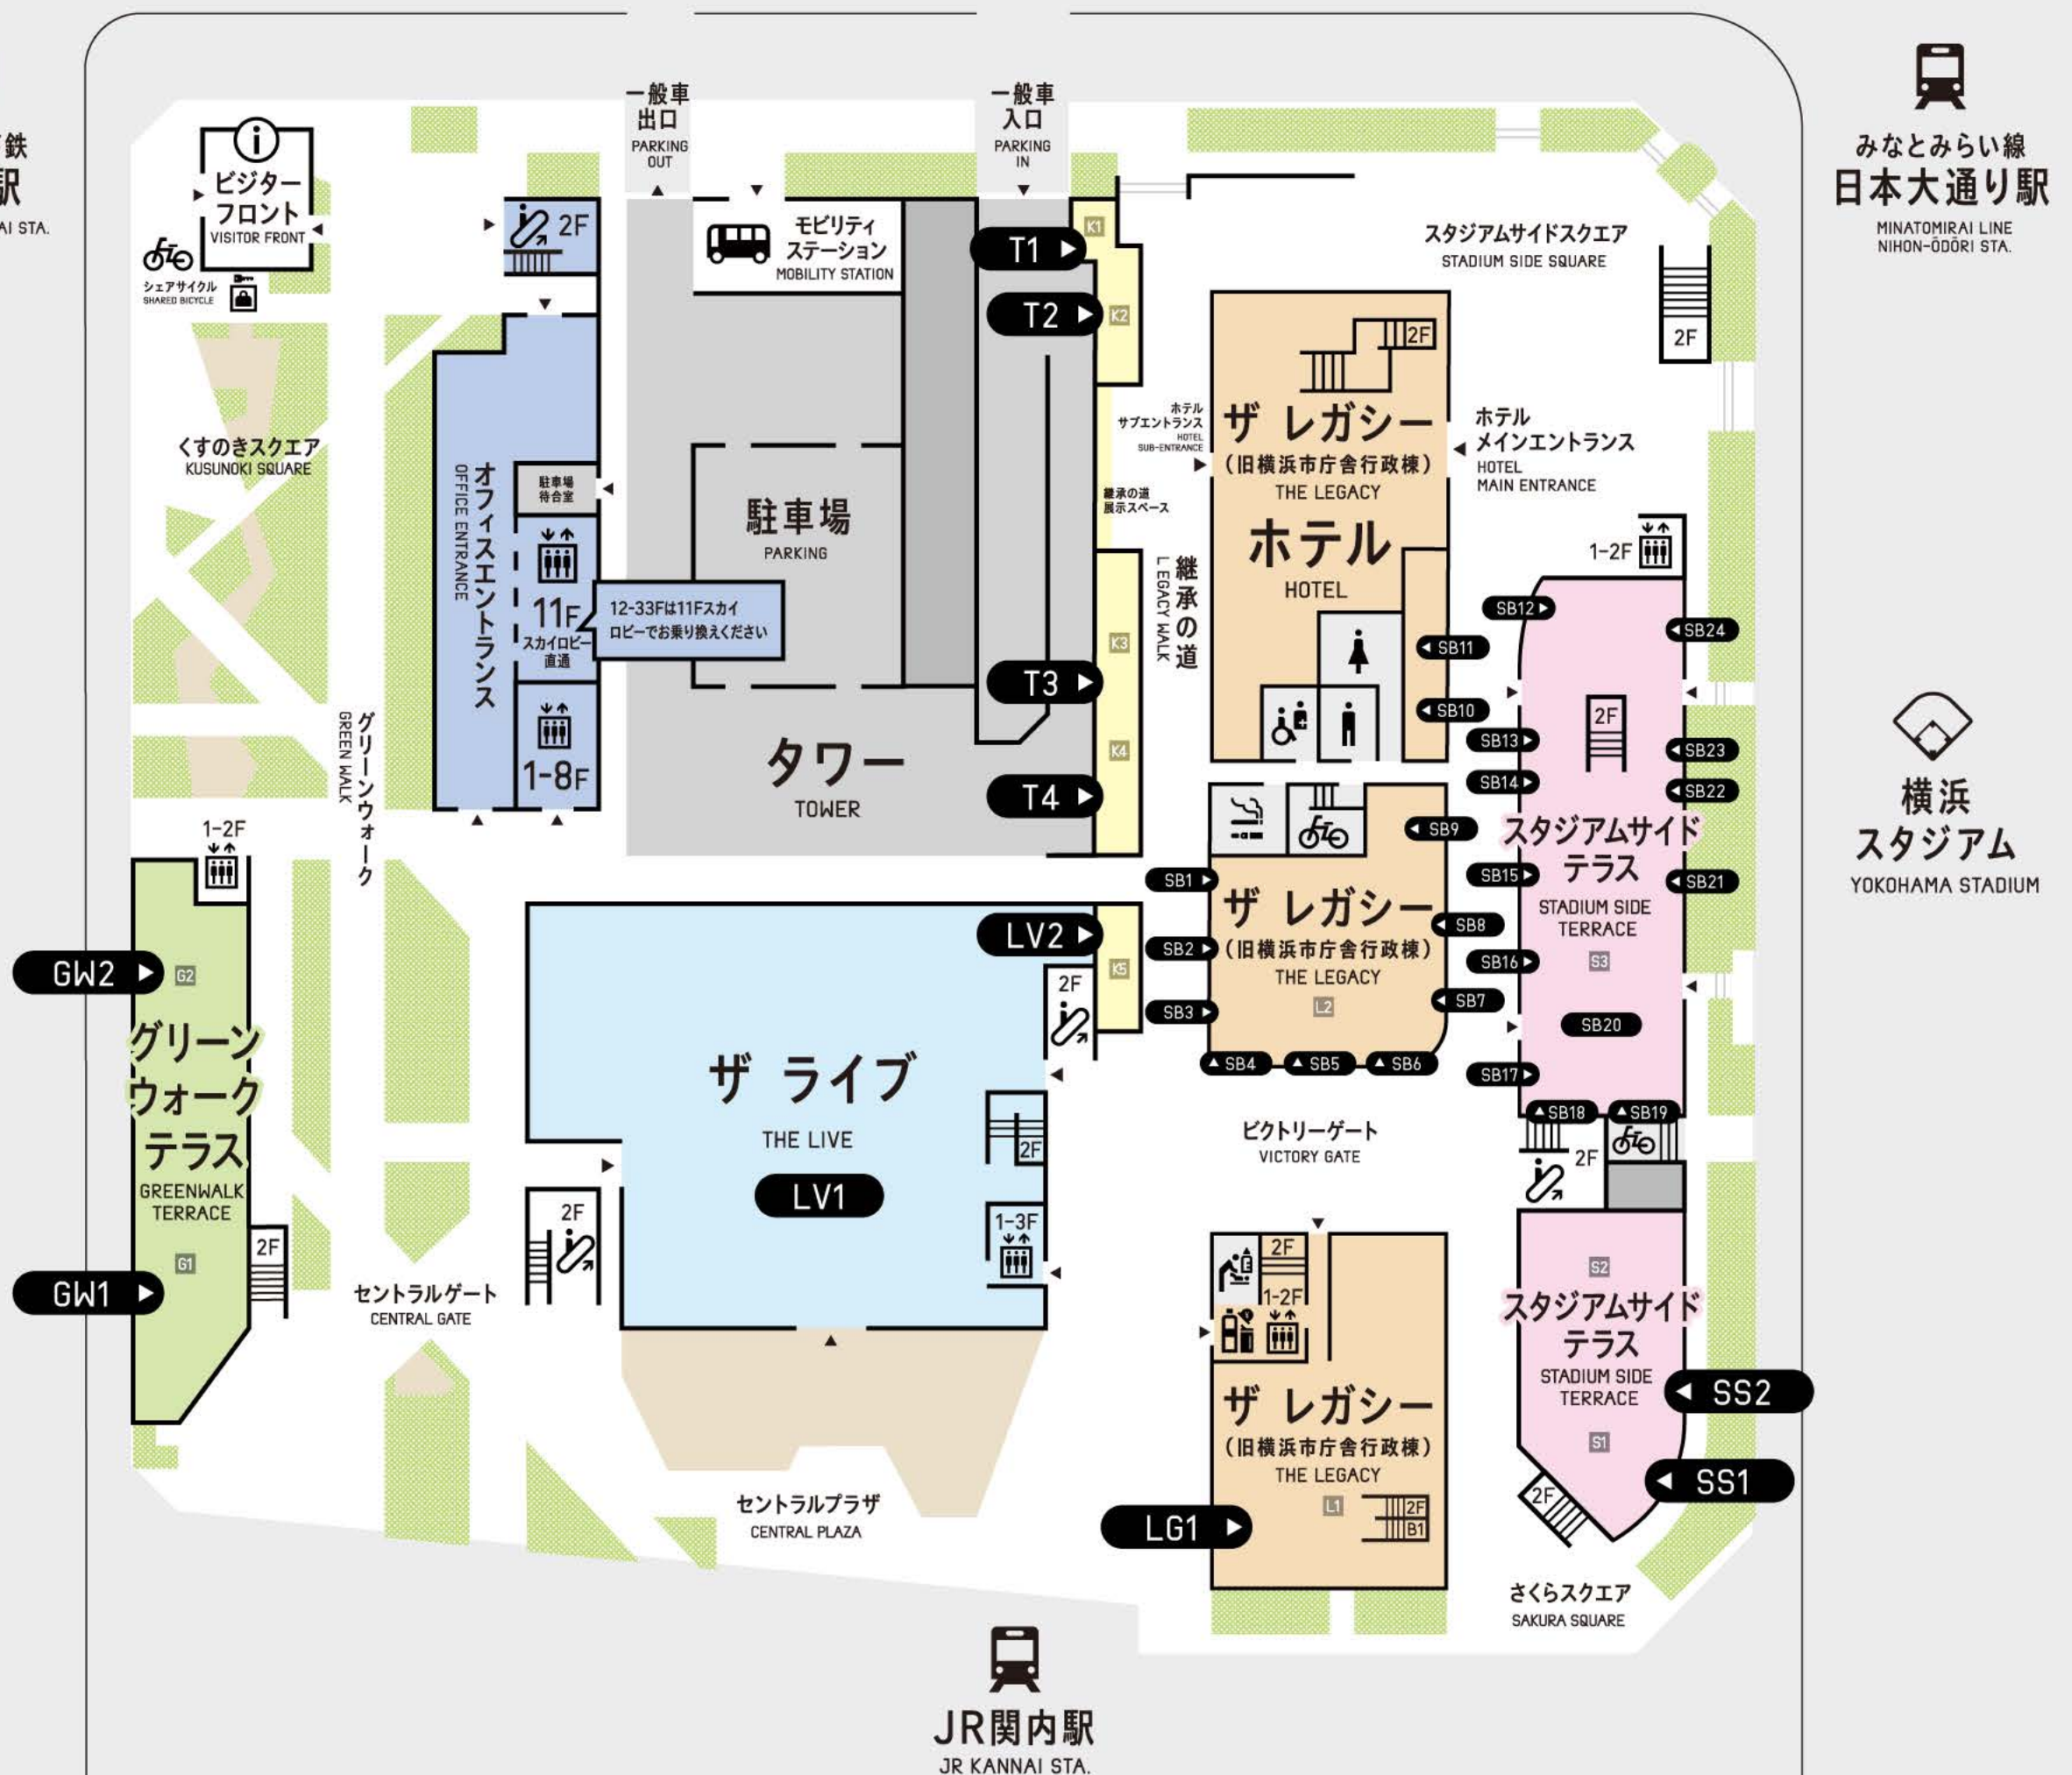 鉄
駅
AI STA.
一般車
出口
PARKING
OUT
一般車
入口
PARKING
IN
みなとみらい線
日本大通り駅
MINATOMIRAI LINE
NIHON-ŌDŌRI STA.
ビジター
フロント
VISITOR FRONT
シェアサイクル
SHARED BICYCLE
2F
モビリティ
ステーション
MOBILITY STATION
K1
T1
T2
K2
スタジアムサイドスクエア
STADIUM SIDE SQUARE
2F
2F
くすのきスクエア
KUSUNOKI SQUARE
オフィスエントランス
OFFICE ENTRANCE
駐車場
待合室
11F
スカイロビー
直通
12-33Fは11Fスカイ
ロビーでお乗り換えください
1-8F
駐車場
PARKING
タワー
TOWER
ホテル
サブエントランス
HOTEL
SUB-ENTRANCE
継承の道
展示スペース
継承の道
LEGACY WALK
ザ レガシー
(旧横浜市庁舎行政棟)
THE LEGACY
ホテル
HOTEL
ホテル
メインエントランス
HOTEL
MAIN ENTRANCE
1-2F
K3
T3
K4
T4
SB12
SB24
SB11
SB10
SB13
SB14
2F
SB23
SB22
横浜
スタジアム
YOKOHAMA STADIUM
グリーンウォーク
GREEN WALK
1-2F
SB9
スタジアムサイド
テラス
STADIUM SIDE
TERRACE
S3
SB15
SB21
SB1
SB2
SB3
ザ レガシー
(旧横浜市庁舎行政棟)
THE LEGACY
L2
SB8
SB7
SB16
SB20
SB17
SB4
SB5
SB6
SB18
SB19
GW2
G2
グリーン
ウォーク
テラス
GREENWALK
TERRACE
G1
GW1
2F
LV2
K5
2F
ザ ライブ
THE LIVE
LV1
2F
1-3F
2F
セントラルゲート
CENTRAL GATE
ビクトリーゲート
VICTORY GATE
2F
2F
1-2F
ザ レガシー
(旧横浜市庁舎行政棟)
THE LEGACY
L1
2F
B1
LG1
S2
スタジアムサイド
テラス
STADIUM SIDE
TERRACE
S1
SS2
SS1
2F
セントラルプラザ
CENTRAL PLAZA
さくらスクエア
SAKURA SQUARE
JR関内駅
JR KANNAI STA.